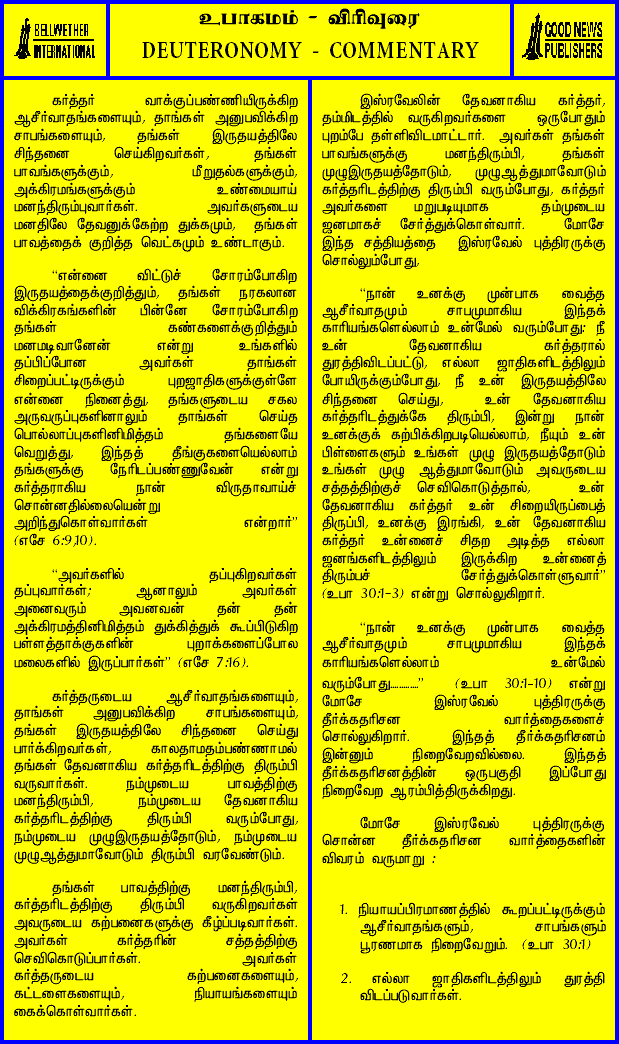 BELLWETHER
INTERNATIONAL
உபாகமம் - விரிவுரை
DEUTERONOMY - COMMENTARY
GOOD NEWS
PUBLISHERS
கர்த்தர் வாக்குப்பண்ணியிருக்கிற
ஆசீர்வாதங்களையும், தாங்கள் அனுபவிக்கிற
சாபங்களையும், தங்கள் இருதயத்திலே
சிந்தனை செய்கிறவர்கள், தங்கள்
பாவங்களுக்கும், மீறுதல்களுக்கும்,
அக்கிரமங்களுக்கும் உண்மையாய்
மனந்திரும்புவார்கள். அவர்களுடைய
மனதிலே தேவனுக்கேற்ற துக்கமும், தங்கள்
பாவத்தைக் குறித்த வெட்கமும் உண்டாகும்.
“என்னை விட்டுச் சோரம்போகிற
இருதயத்தைக்குறித்தும், தங்கள் நரகலான
விக்கிரகங்களின் பின்னே சோரம்போகிற
தங்கள் கண்களைக்குறித்தும்
மனமடிவானேன் என்று உங்களில்
தப்பிப்போன அவர்கள் தாங்கள்
சிறைப்பட்டிருக்கும் புறஜாதிகளுக்குள்ளே
என்னை நினைத்து, தங்களுடைய சகல
அருவருப்புகளினாலும் தாங்கள் செய்த
பொல்லாப்புகளினிமித்தம் தங்களையே
வெறுத்து, இந்தத் தீங்குகளையெல்லாம்
தங்களுக்கு நேரிடப்பண்ணுவேன் என்று
கர்த்தராகிய நான் விருதாவாய்ச்
சொன்னதில்லையென்று
அறிந்துகொள்வார்கள் என்றார்”
(எசே 6:9,10).
“அவர்களில் தப்புகிறவர்கள்
தப்புவார்கள்; ஆனாலும் அவர்கள்
அனைவரும் அவனவன் தன் தன்
அக்கிரமத்தினிமித்தம் துக்கித்துக் கூப்பிடுகிற
பள்ளத்தாக்குகளின் புறாக்களைப்போல
மலைகளில் இருப்பார்கள்” (எசே 7:16).
கர்த்தருடைய ஆசீர்வாதங்களையும்,
தாங்கள் அனுபவிக்கிற சாபங்களையும்,
தங்கள் இருதயத்திலே சிந்தனை செய்து
பார்க்கிறவர்கள், காலதாமதம்பண்ணாமல்
தங்கள் தேவனாகிய கர்த்தரிடத்திற்கு திரும்பி
வருவார்கள். நம்முடைய பாவத்திற்கு
மனந்திரும்பி, நம்முடைய தேவனாகிய
கர்த்தரிடத்திற்கு திரும்பி வரும்போது,
நம்முடைய முழுஇருதயத்தோடும், நம்முடைய
முழுஆத்துமாவோடும் திரும்பி வரவேண்டும்.
தங்கள் பாவத்திற்கு மனந்திரும்பி,
கர்த்தரிடத்திற்கு திரும்பி வருகிறவர்கள்
அவருடைய கற்பனைகளுக்கு கீழ்ப்படிவார்கள்.
அவர்கள் கர்த்தரின் சத்தத்திற்கு
செவிகொடுப்பார்கள். அவர்கள்
கர்த்தருடைய கற்பனைகளையும்,
கட்டளைகளையும், நியாயங்களையும்
கைக்கொள்வார்கள்.
இஸ்ரவேலின் தேவனாகிய கர்த்தர்,
தம்மிடத்தில் வருகிறவர்களை ஒருபோதும்
புறம்பே தள்ளிவிடமாட்டார். அவர்கள் தங்கள்
பாவங்களுக்கு மனந்திரும்பி, தங்கள்
முழுஇருதயத்தோடும், முழுஆத்துமாவோடும்
கர்த்தரிடத்திற்கு திரும்பி வரும்போது, கர்த்தர்
அவர்களை மறுபடியுமாக தம்முடைய
ஜனமாகச் சேர்த்துக்கொள்வார். மோசே
இந்த சத்தியத்தை இஸ்ரவேல் புத்திரருக்கு
சொல்லும்போது,
“நான் உனக்கு முன்பாக வைத்த
ஆசீர்வாதமும் சாபமுமாகிய இந்தக்
காரியங்களெல்லாம் உன்மேல் வரும்போது: நீ
உன் தேவனாகிய கர்த்தரால்
துரத்திவிடப்பட்டு, எல்லா ஜாதிகளிடத்திலும்
போயிருக்கும்போது, நீ உன் இருதயத்திலே
சிந்தனை செய்து, உன் தேவனாகிய
கர்த்தரிடத்துக்கே திரும்பி, இன்று நான்
உனக்குக் கற்பிக்கிறபடியெல்லாம், நீயும் உன்
பிள்ளைகளும் உங்கள் முழு இருதயத்தோடும்
உங்கள் முழு ஆத்துமாவோடும் அவருடைய
சத்தத்திற்குச் செவிகொடுத்தால், உன்
தேவனாகிய கர்த்தர் உன் சிறையிருப்பைத்
திருப்பி, உனக்கு இரங்கி, உன் தேவனாகிய
கர்த்தர் உன்னைச் சிதற அடித்த எல்லா
ஜனங்களிடத்திலும் இருக்கிற உன்னைத்
திரும்பச் சேர்த்துக்கொள்ளுவார்”
(உபா 30:1-3) என்று சொல்லுகிறார்.
“நான் உனக்கு முன்பாக வைத்த
ஆசீர்வாதமும் சாபமுமாகிய இந்தக்
காரியங்களெல்லாம் உன்மேல்
வரும்போது............” (உபா 30:1-10) என்று
மோசே இஸ்ரவேல் புத்திரருக்கு
தீர்க்கதரிசன வார்த்தைகளைச்
சொல்லுகிறார். இந்தத் தீர்க்கதரிசனம்
இன்னும் நிறைவேறவில்லை. இந்தத்
தீர்க்கதரிசனத்தின் ஒருபகுதி இப்போது
நிறைவேற ஆரம்பித்திருக்கிறது.
மோசே இஸ்ரவேல் புத்திரருக்கு
சொன்ன தீர்க்கதரிசன வார்த்தைகளின்
விவரம் வருமாறு :
1. நியாயப்பிரமாணத்தில் கூறப்பட்டிருக்கும்
ஆசீர்வாதங்களும், சாபங்களும்
பூரணமாக நிறைவேறும். (உபா 30:1)
2. எல்லா ஜாதிகளிடத்திலும் துரத்தி
விடப்படுவார்கள்.